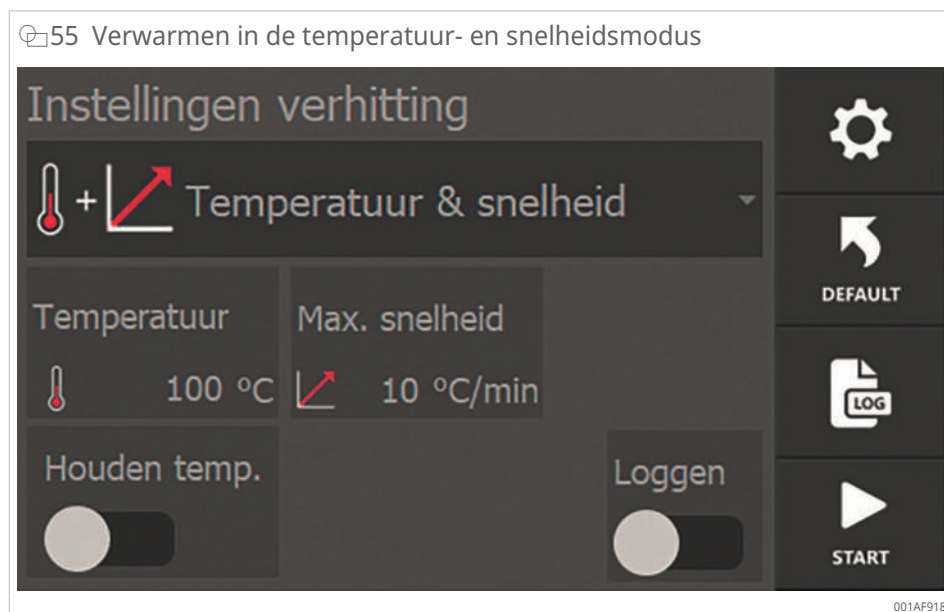 55 Verwarmen in de temperatuur- en snelheidsmodus
Instellingen verhitting
+ Temperatuur & snelheid
Temperatuur
100 °C
Max. snelheid
10 °C/min
Houden temp.
Loggen
DEFAULT
LOG
START
001AF918